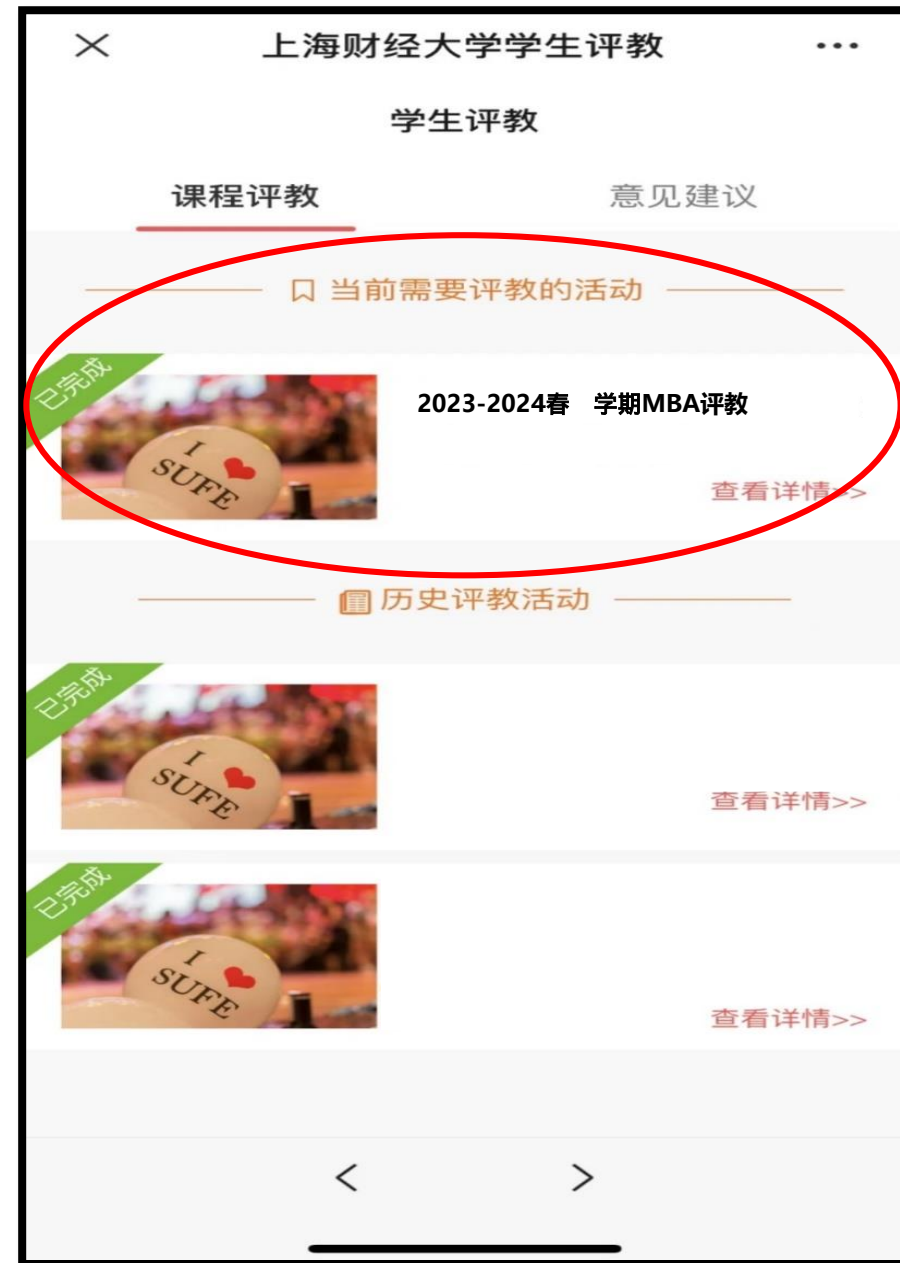 上海财经大学学生评教
学生评教
课程评教 意见建议
当前需要评教的活动
已完成
I ❤
SUFE
2023-2024春 学期MBA评教
查看详情>>
历史评教活动
已完成
I ❤
SUFE
查看详情>>
已完成
I ❤
SUFE
查看详情>>